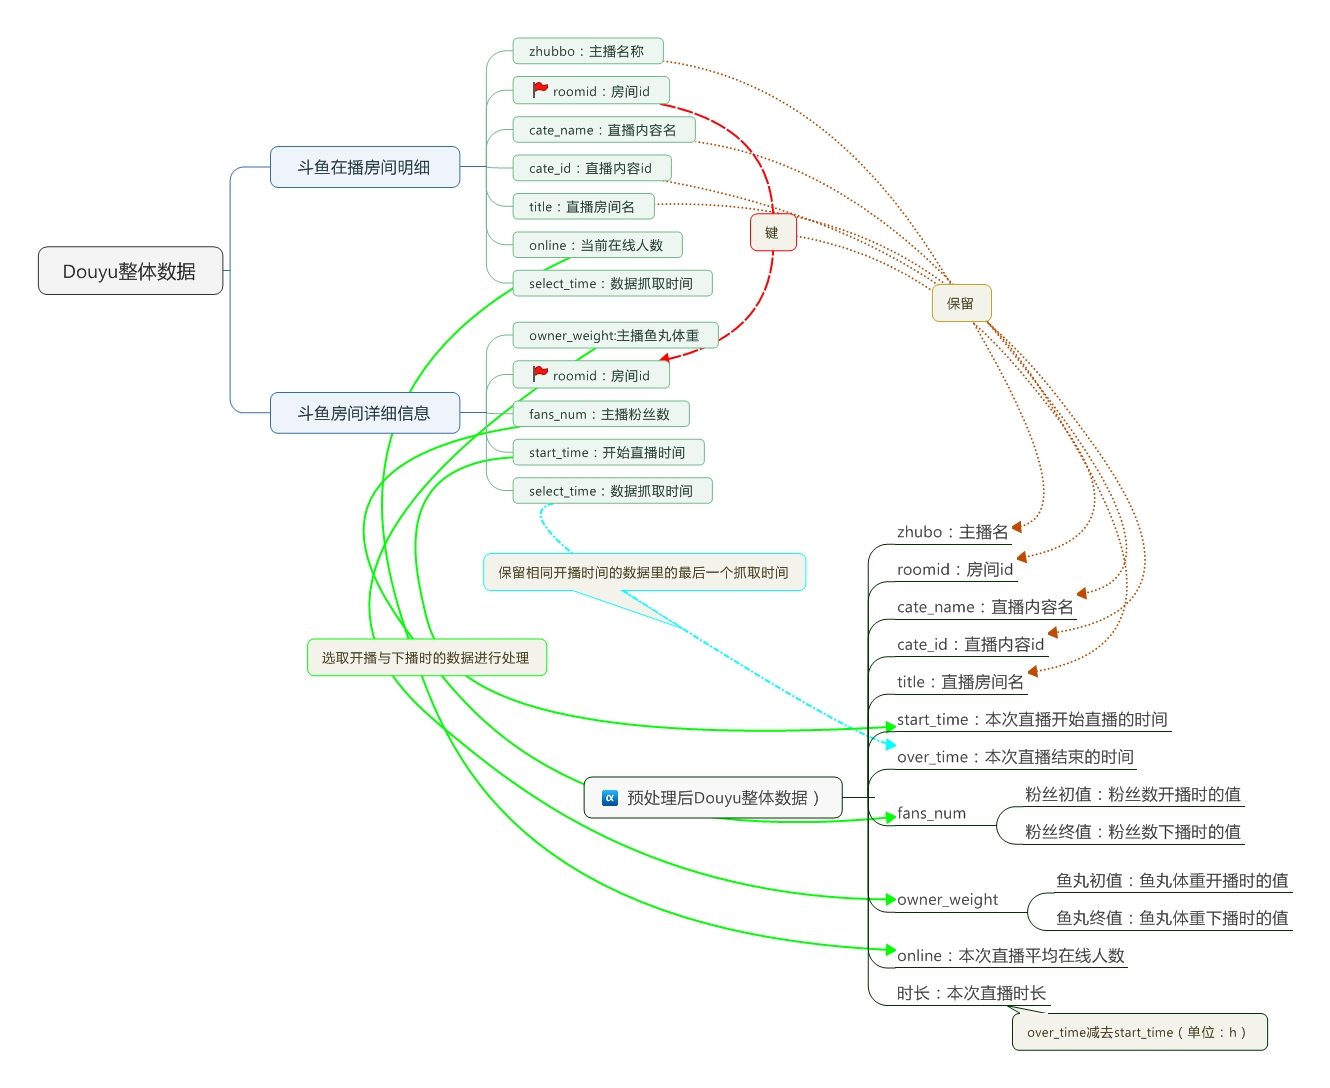 Douyu整体数据
斗鱼在播房间明细
zhubbo：主播名称
roomid：房间id
cate_name：直播内容名
cate_id：直播内容id
title：直播房间名
online：当前在线人数
select_time：数据抓取时间
斗鱼房间详细信息
owner_weight:主播鱼丸体重
roomid：房间id
fans_num：主播粉丝数
start_time：开始直播时间
select_time：数据抓取时间
键
保留
保留相同开播时间的数据里的最后一个抓取时间
选取开播与下播时的数据进行处理
α 预处理后Douyu整体数据）
zhubo：主播名
roomid：房间id
cate_name：直播内容名
cate_id：直播内容id
title：直播房间名
start_time：本次直播开始直播的时间
over_time：本次直播结束的时间
fans_num
粉丝初值：粉丝数开播时的值
粉丝终值：粉丝数下播时的值
owner_weight
鱼丸初值：鱼丸体重开播时的值
鱼丸终值：鱼丸体重下播时的值
online：本次直播平均在线人数
时长：本次直播时长
over_time减去start_time（单位：h）